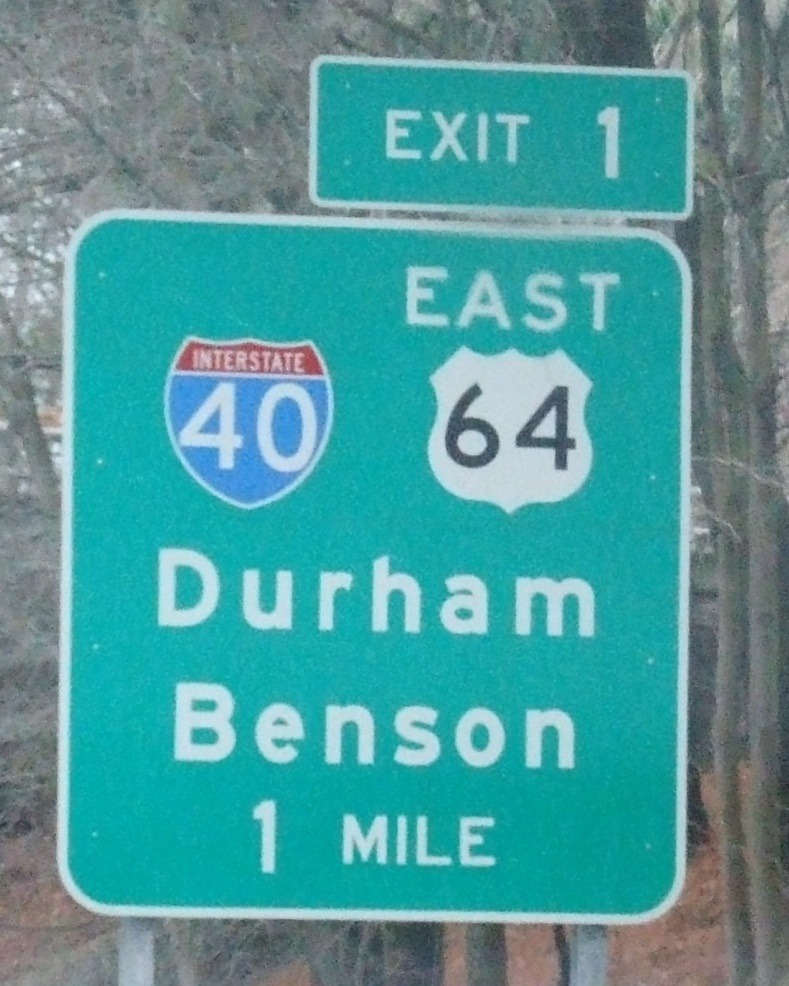 EXIT 1
EAST
INTERSTATE
40 64
Durham
Benson
1 MILE